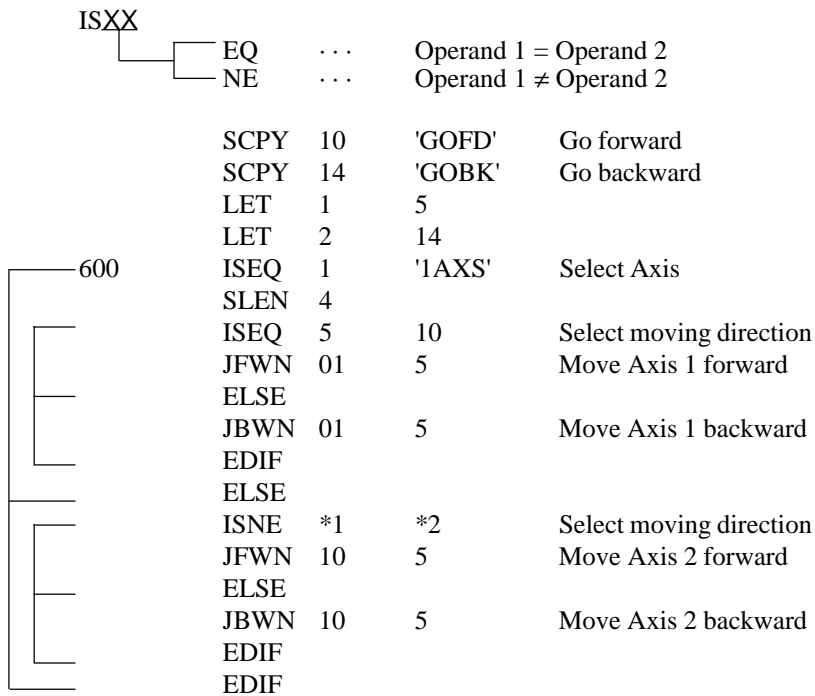 ISXX
EQ · · · Operand 1 = Operand 2
NE · · · Operand 1 ≠ Operand 2
SCPY 10 'GOFD' Go forward
SCPY 14 'GOBK' Go backward
LET 1 5
LET 2 14
600 ISEQ 1 '1AXS' Select Axis
SLEN 4
ISEQ 5 10 Select moving direction
JFWN 01 5 Move Axis 1 forward
ELSE
JBWN 01 5 Move Axis 1 backward
EDIF
ELSE
ISNE *1 *2 Select moving direction
JFWN 10 5 Move Axis 2 forward
ELSE
JBWN 10 5 Move Axis 2 backward
EDIF
EDIF